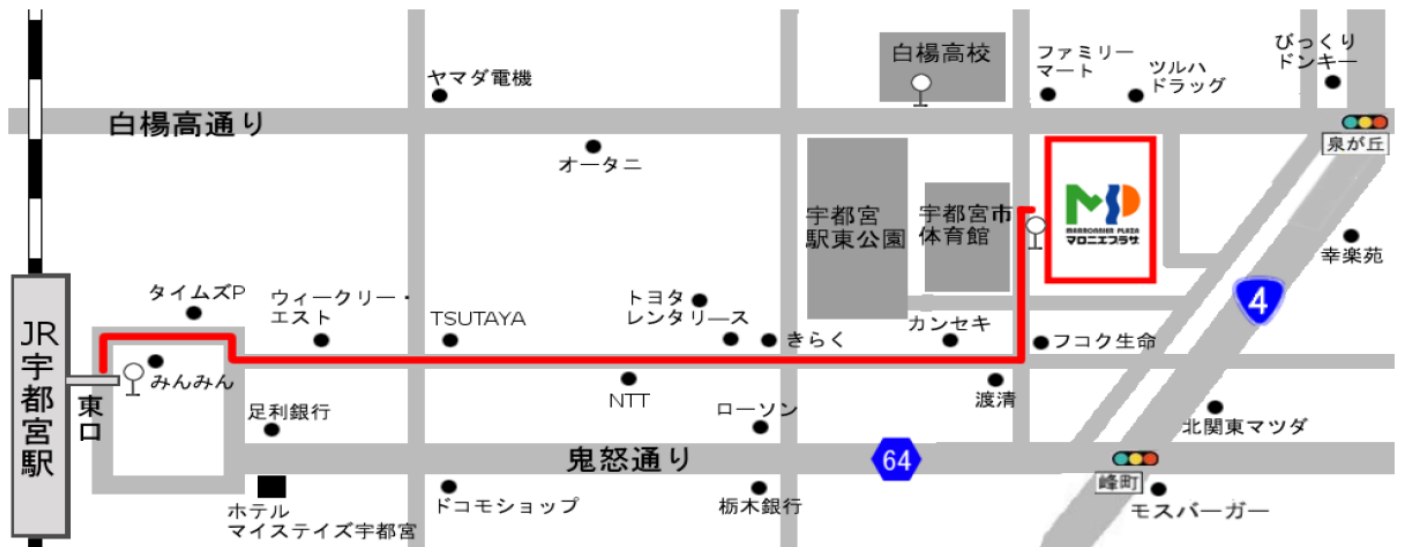 白楊高校
ファミリー
マート
ツルハ
ドラッグ
びっくり
ドンキー
ヤマダ電機
白楊高通り
泉が丘
オータニ
宇都宮
駅東公園
宇都宮市
体育館
MP
MARRONNIER PLAZA
マロニエプラザ
幸楽苑
4
タイムズP
ウィークリー・
エスト
TSUTAYA
トヨタ
レンタリース
きらく
カンセキ
フコク生命
JR宇都宮駅
東口
みんみん
足利銀行
NTT
ローソン
渡清
北関東マツダ
鬼怒通り
64
峰町
ホテル
マイステイズ宇都宮
ドコモショップ
栃木銀行
モスバーガー